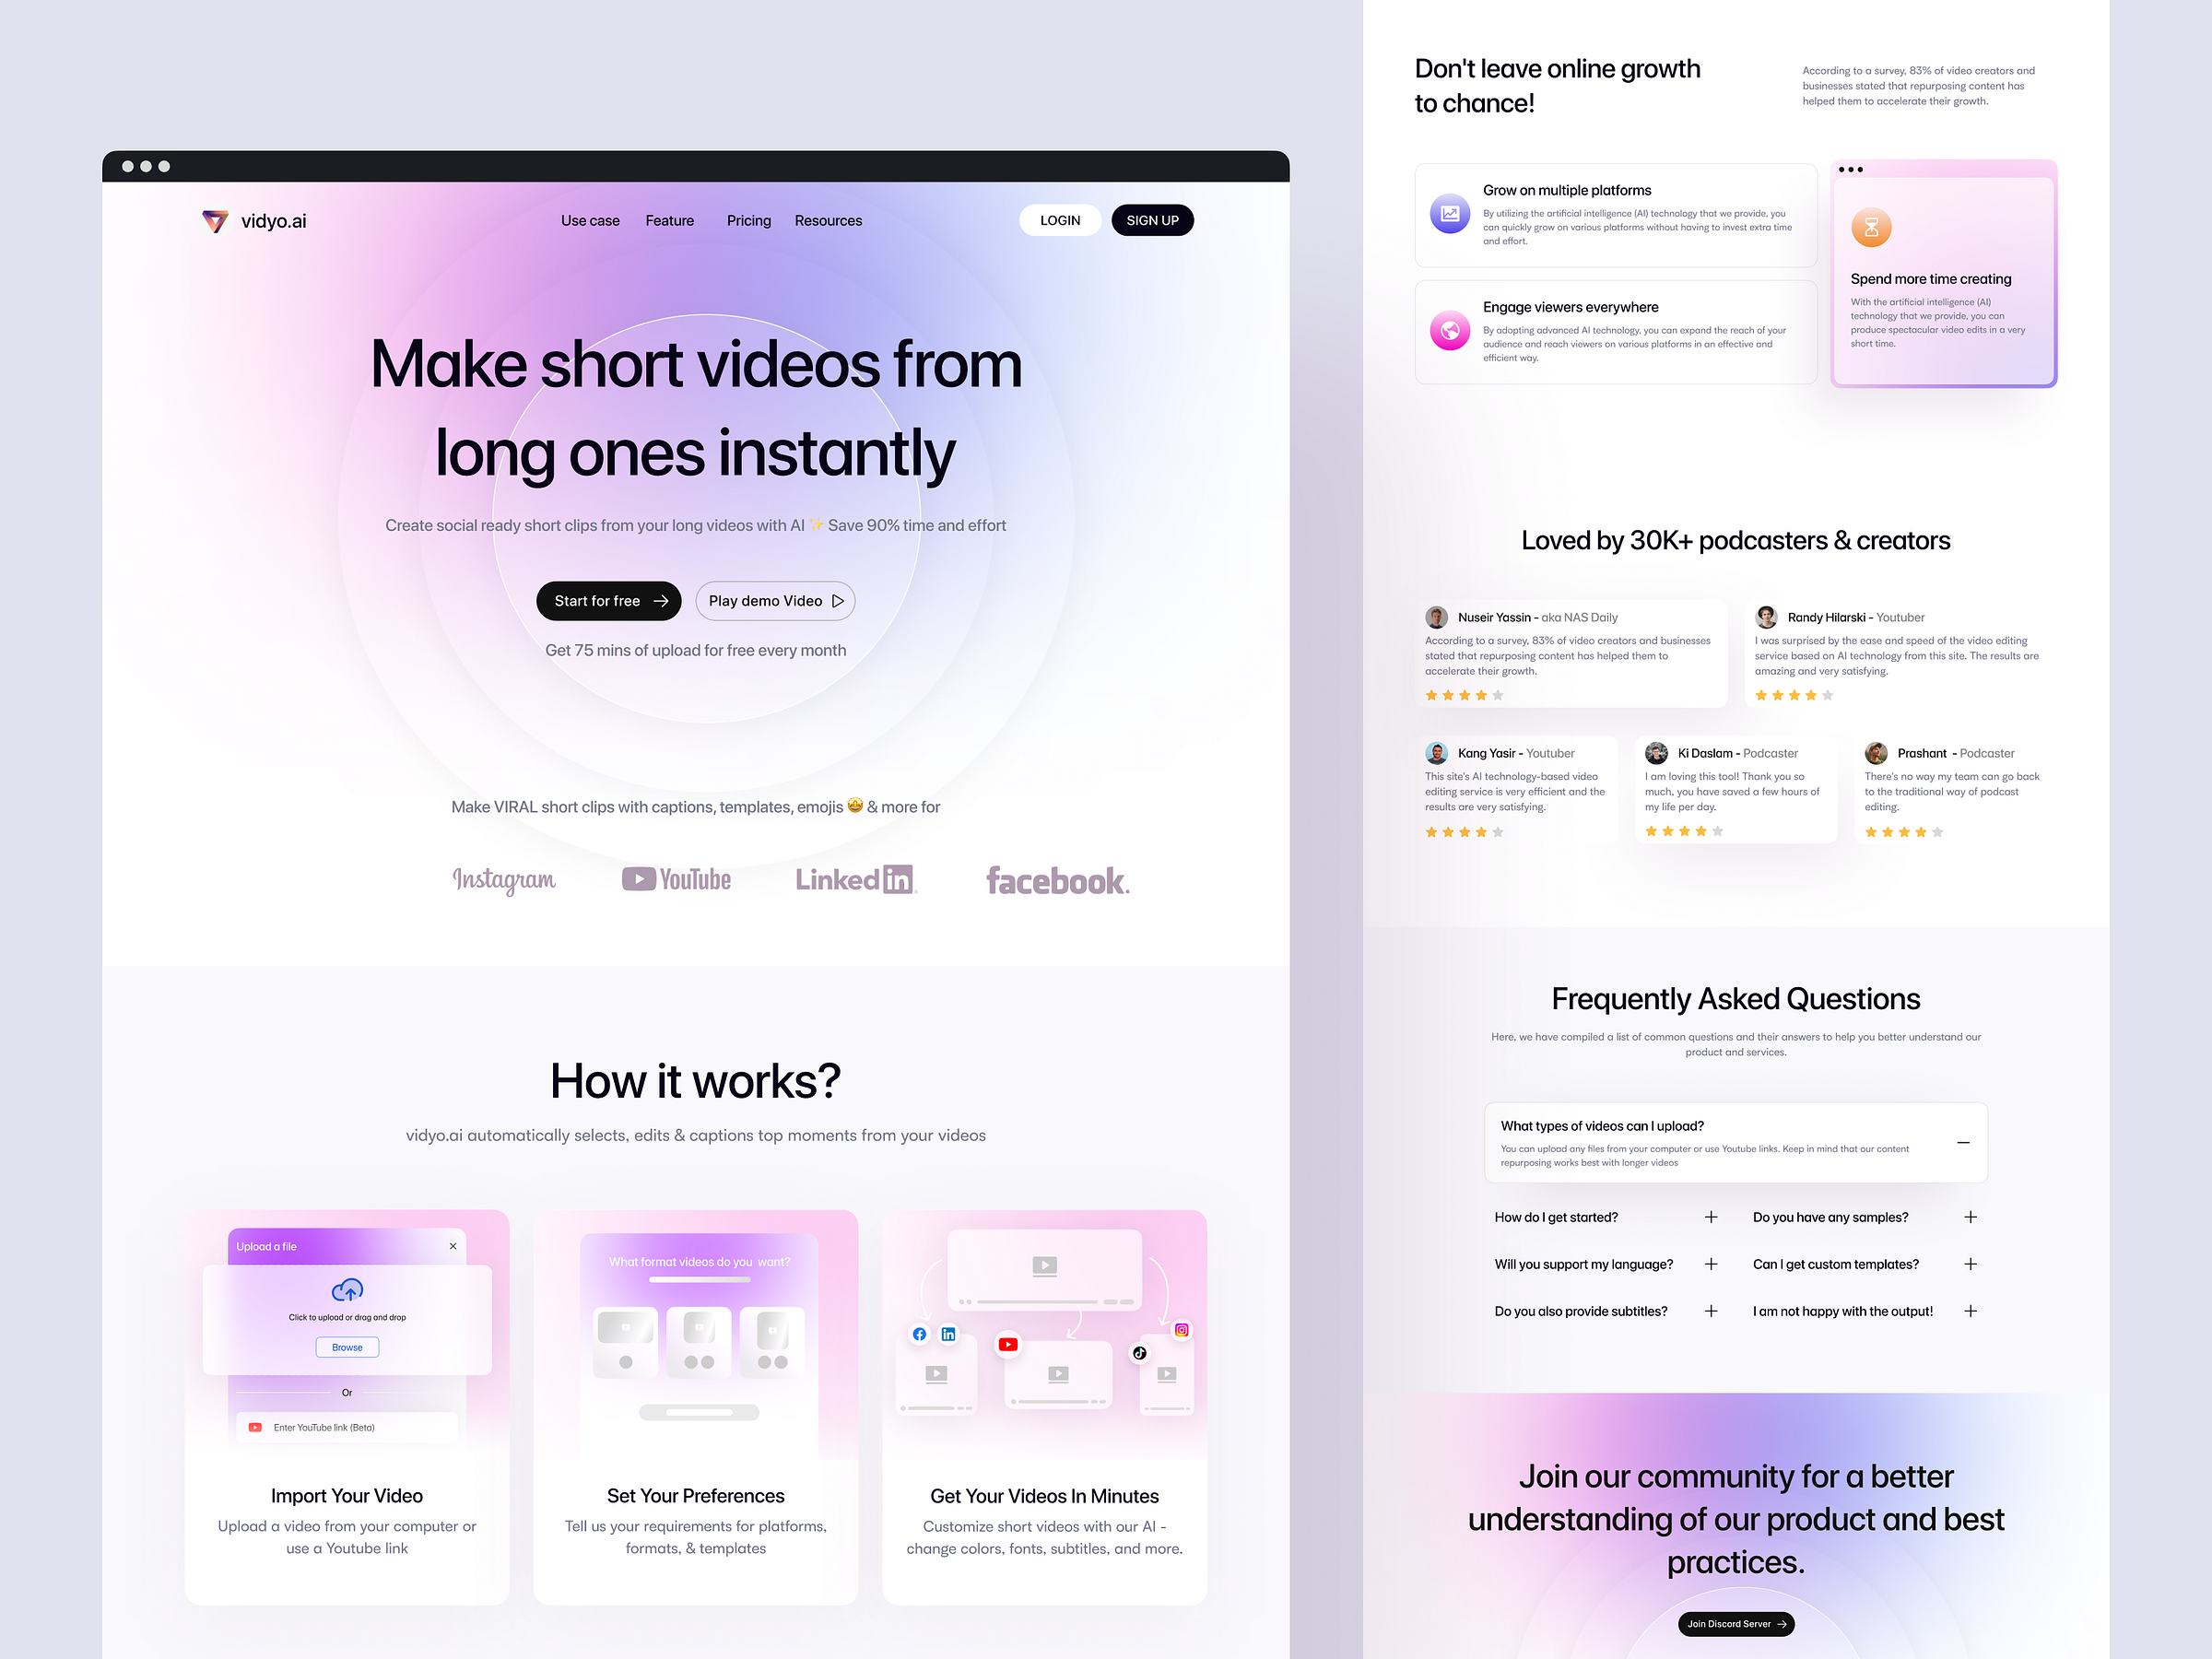 vidyo.ai
Use case Feature Pricing Resources
LOGIN SIGN UP
Make short videos from
long ones instantly
Create social ready short clips from your long videos with AI ✨ Save 90% time and effort
Start for free
Play demo Video
Get 75 mins of upload for free every month
Make VIRAL short clips with captions, templates, emojis 🤩 & more for
Instagram YouTube Linkedin facebook.
How it works?
vidyo.ai automatically selects, edits & captions top moments from your videos
Upload a file
Click to upload or drag and drop
Browse
Or
Enter YouTube link (Beta)
Import Your Video
Upload a video from your computer or
use a Youtube link
What format videos do you want?
Set Your Preferences
Tell us your requirements for platforms,
formats, & templates
in
Get Your Videos In Minutes
Customize short videos with our AI -
change colors, fonts, subtitles, and more.
Don't leave online growth
to chance!
According to a survey, 83% of video creators and
businesses stated that repurposing content has
helped them to accelerate their growth.
Grow on multiple platforms
By utilizing the artificial intelligence (AI) technology that we provide, you
can quickly grow on various platforms without having to invest extra time
and effort.
Engage viewers everywhere
By adopting advanced AI technology, you can expand the reach of your
audience and reach viewers on various platforms in an effective and
efficient way.
Spend more time creating
With the artificial intelligence (AI)
technology that we provide, you can
produce spectacular video edits in a very
short time.
Loved by 30K+ podcasters & creators
Nuseir Yassin - aka NAS Daily
According to a survey, 83% of video creators and businesses
stated that repurposing content has helped them to
accelerate their growth.
Randy Hilarski - Youtuber
I was surprised by the ease and speed of the video editing
service based on AI technology from this site. The results are
amazing and very satisfying.
Kang Yasir - Youtuber
This site's AI technology-based video
editing service is very efficient and the
results are very satisfying.
Ki Daslam - Podcaster
I am loving this tool! Thank you so
much, you have saved a few hours of
my life per day.
Prashant - Podcaster
There's no way my team can go back
to the traditional way of podcast
editing.
Frequently Asked Questions
Here, we have compiled a list of common questions and their answers to help you better understand our
product and services.
What types of videos can I upload?
You can upload any files from your computer or use Youtube links. Keep in mind that our content
repurposing works best with longer videos
How do I get started?
Do you have any samples?
Will you support my language?
Can I get custom templates?
Do you also provide subtitles?
I am not happy with the output!
Join our community for a better
understanding of our product and best
practices.
Join Discord Server